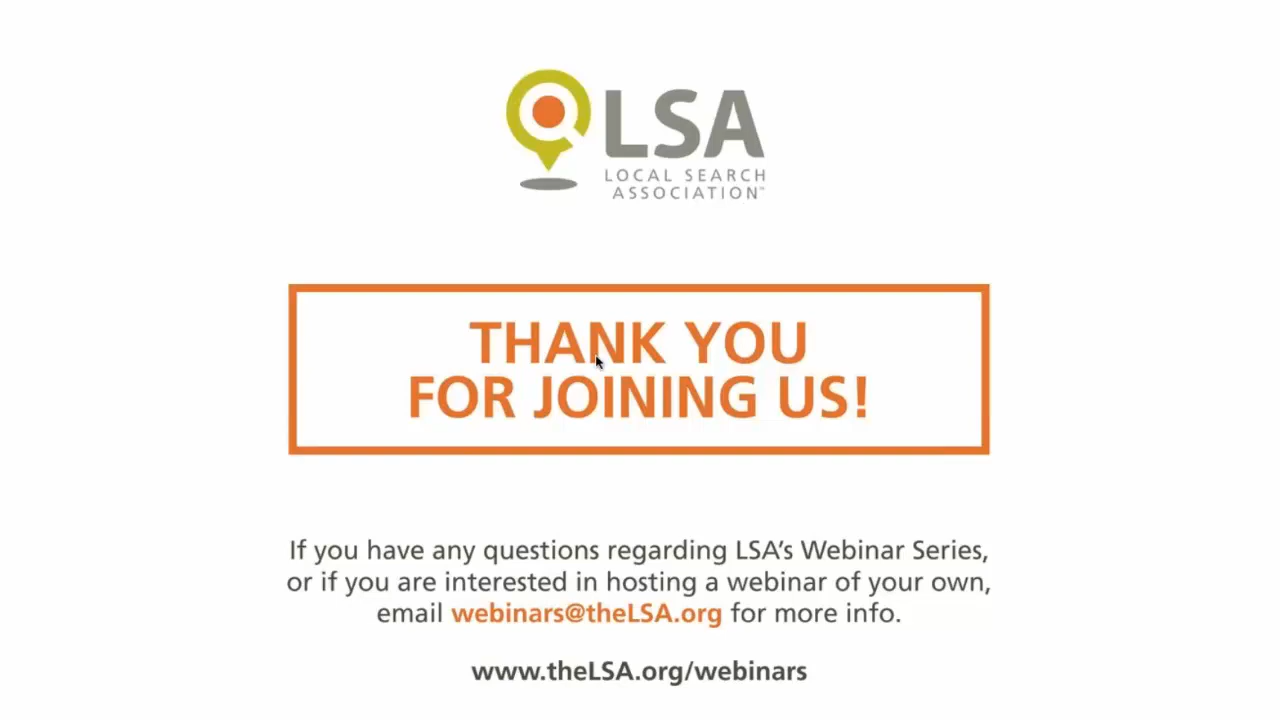 LSA
LOCAL SEARCH
ASSOCIATION™
THANK YOU
FOR JOINING US!
If you have any questions regarding LSA’s Webinar Series,
or if you are interested in hosting a webinar of your own,
email webinars@theLSA.org for more info.
www.theLSA.org/webinars